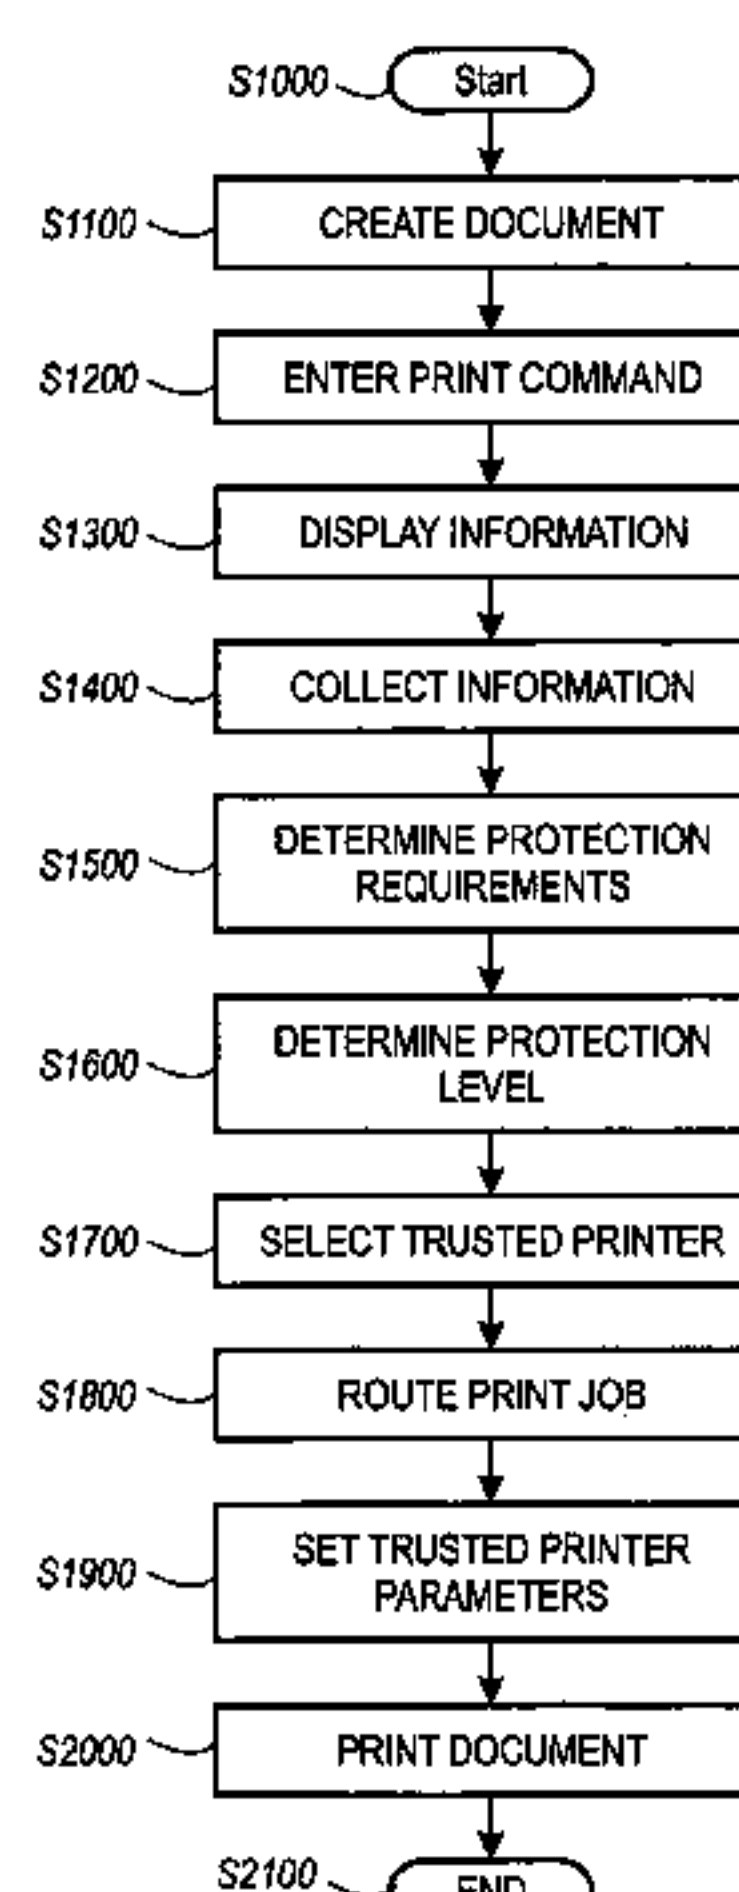 S1000 Start
S1100 CREATE DOCUMENT
S1200 ENTER PRINT COMMAND
S1300 DISPLAY INFORMATION
S1400 COLLECT INFORMATION
S1500 DETERMINE PROTECTION
REQUIREMENTS
S1600 DETERMINE PROTECTION
LEVEL
S1700 SELECT TRUSTED PRINTER
S1800 ROUTE PRINT JOB
S1900 SET TRUSTED PRINTER
PARAMETERS
S2000 PRINT DOCUMENT
S2100 END